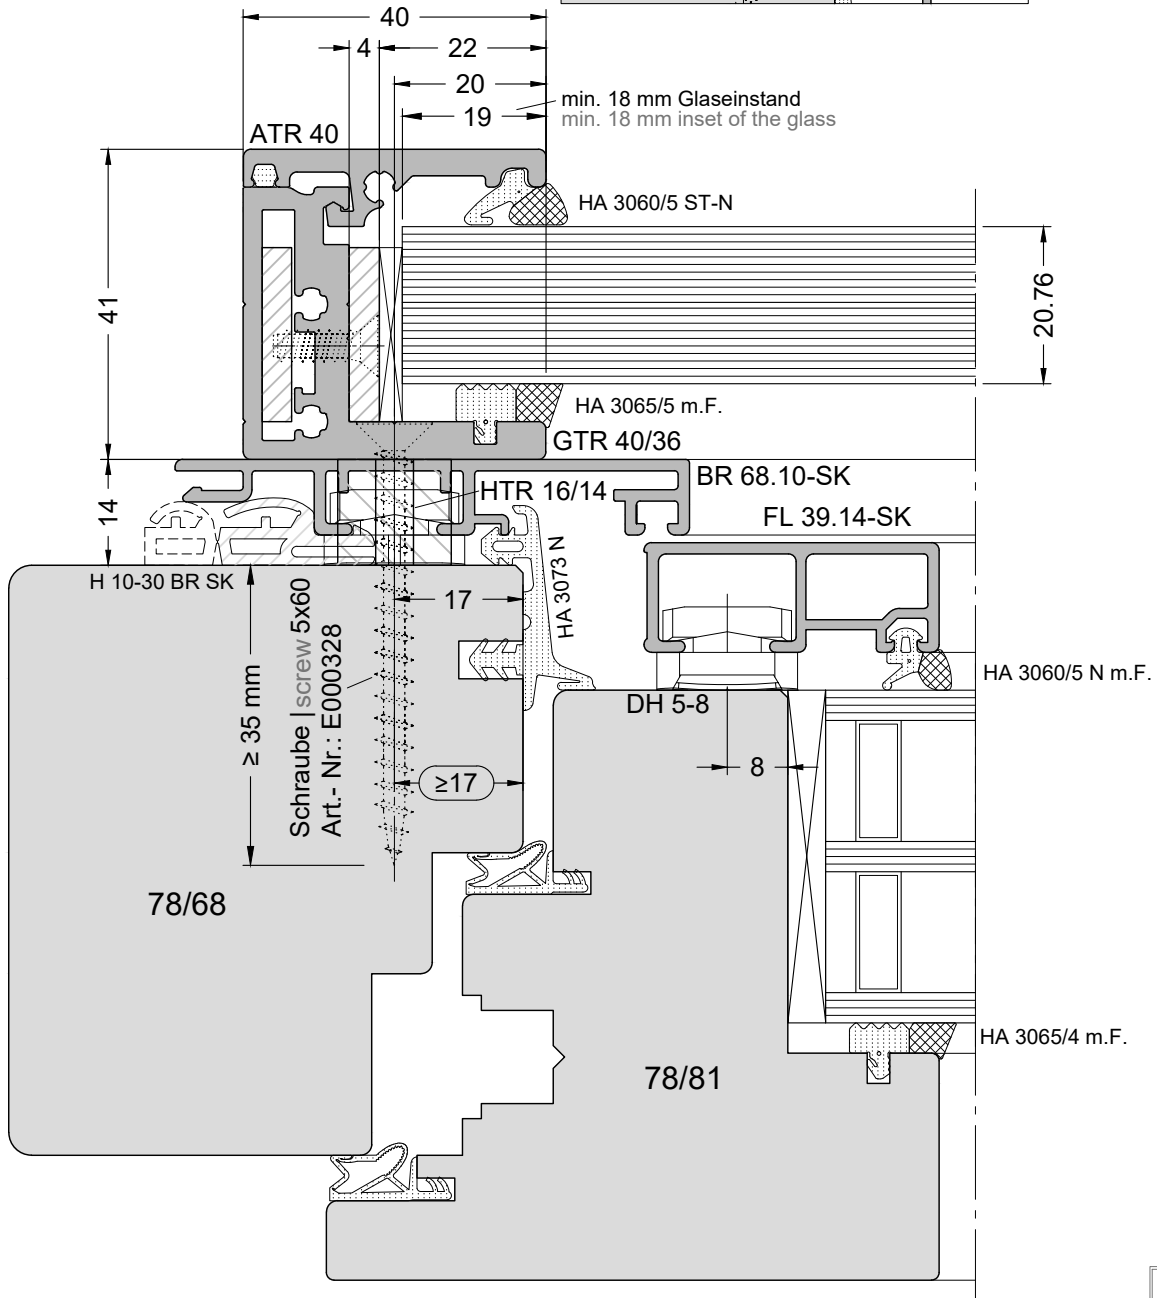 40
4
22
20
19
min. 18 mm Glaseinstand
min. 18 mm inset of the glass
ATR 40
HA 3060/5 ST-N
41
20.76
HA 3065/5 m.F.
GTR 40/36
BR 68.10-SK
HTR 16/14
14
FL 39.14-SK
H 10-30 BR SK
HA 3073 N
17
Schraube | screw 5x60
Art.- Nr.: E000328
≥ 35 mm
HA 3060/5 N m.F.
DH 5-8
8
≥17
78/68
HA 3065/4 m.F.
78/81